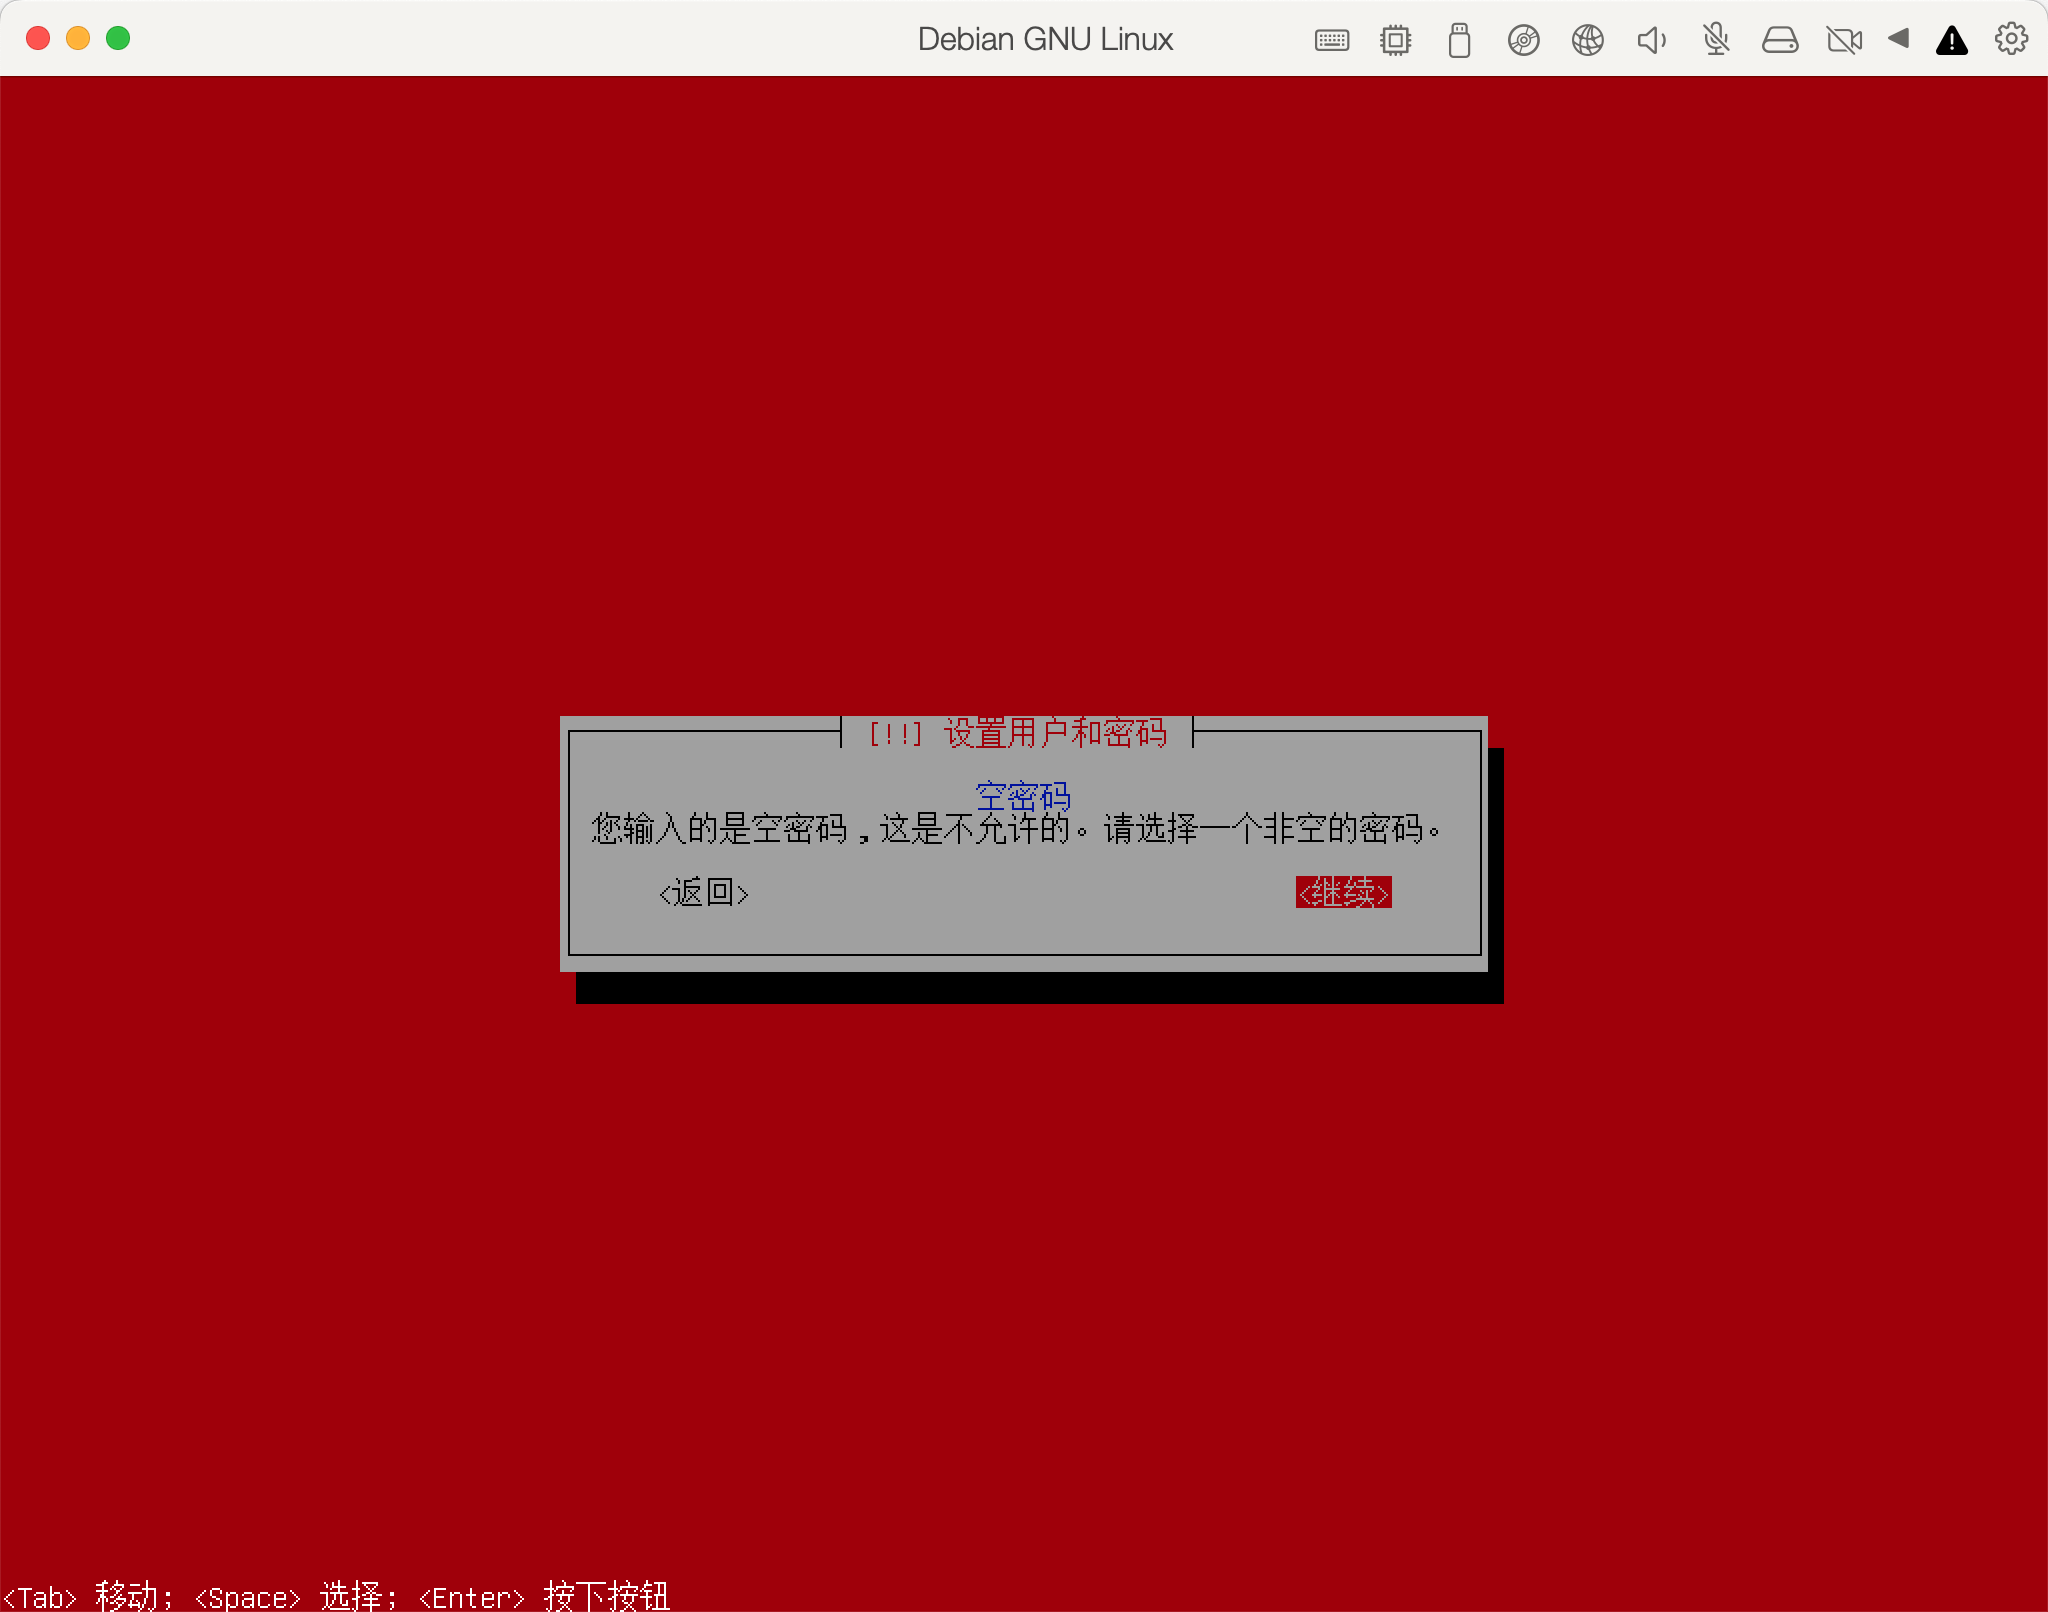 Debian GNU Linux
[!!] 设置用户和密码
空密码
您输入的是空密码，这是不允许的。请选择一个非空的密码。
<返回> <继续>
<Tab> 移动; <Space> 选择; <Enter> 按下按钮